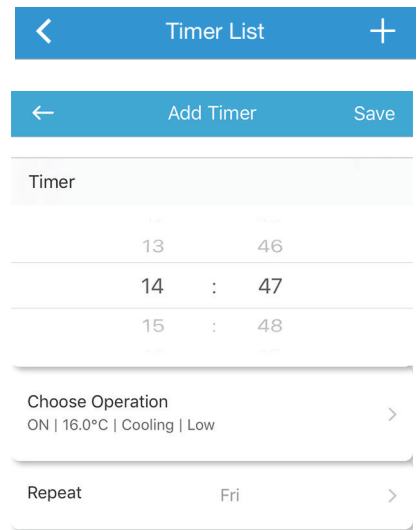 Timer List
Add Timer
Save
Timer
13 46
14 : 47
15 : 48
Choose Operation
ON | 16.0°C | Cooling | Low
Repeat Fri